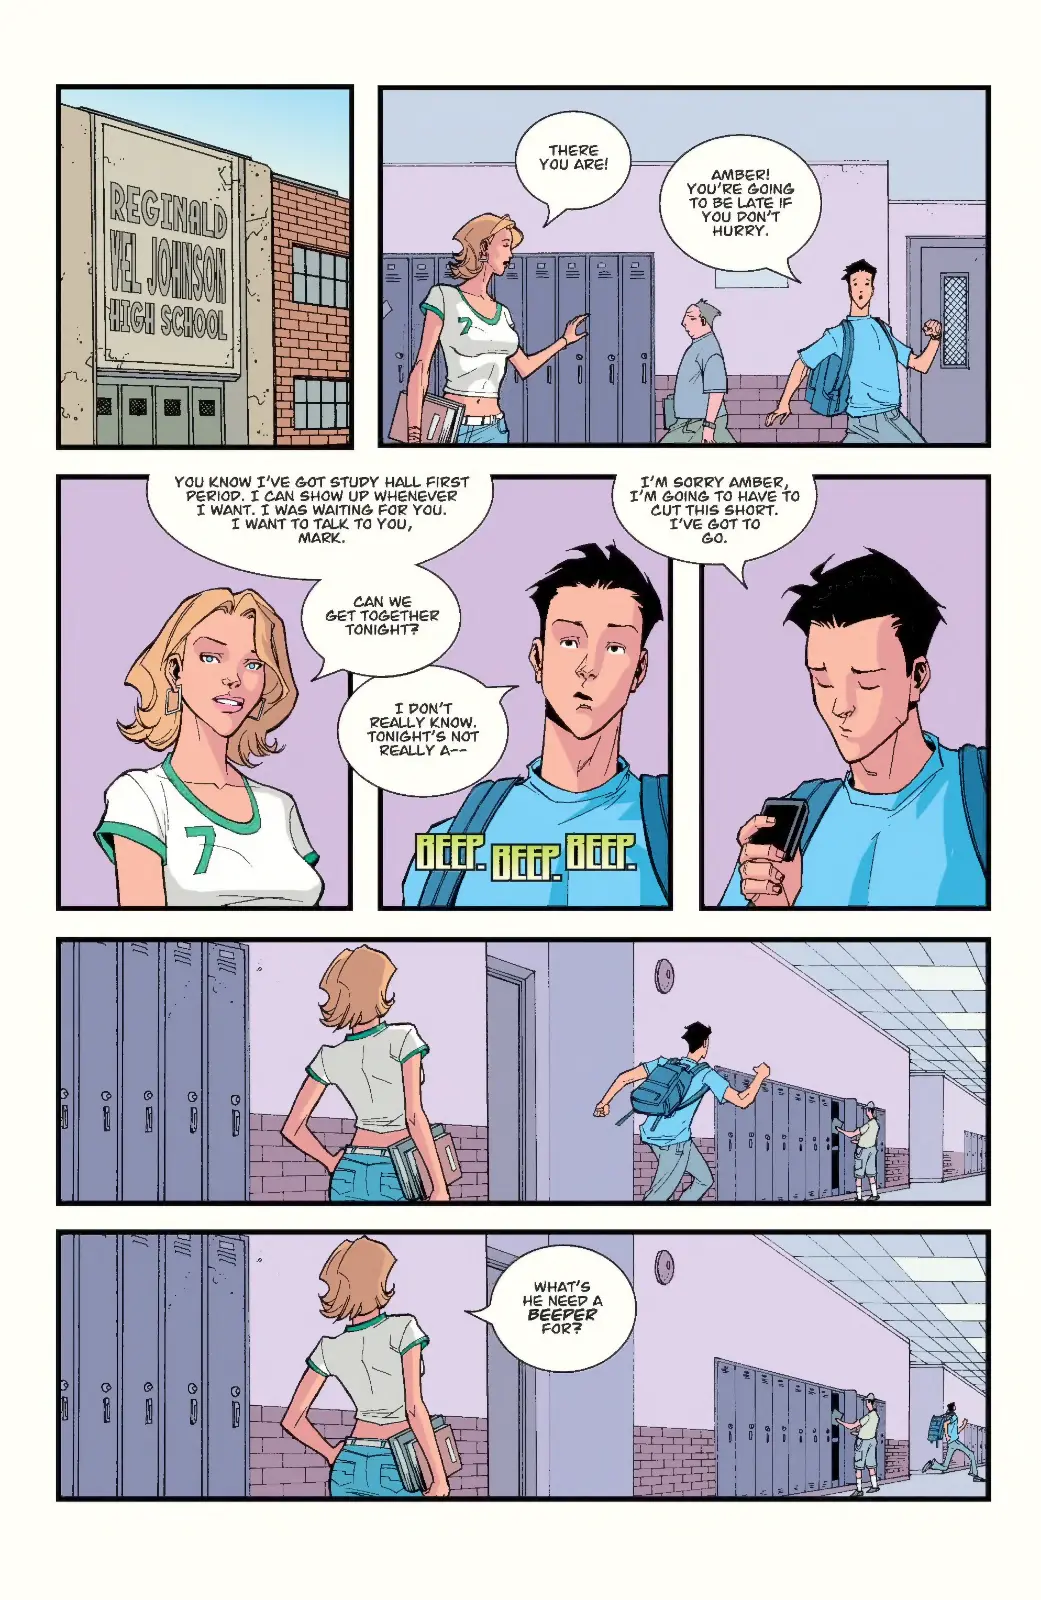 REGINALD
VEL JOHNSON
HIGH SCHOOL
THERE
YOU ARE!
7
AMBER!
YOU'RE GOING
TO BE LATE IF
YOU DON'T
HURRY.
YOU KNOW I'VE GOT STUDY HALL FIRST
PERIOD. I CAN SHOW UP WHENEVER
I WANT. I WAS WAITING FOR YOU.
I WANT TO TALK TO YOU,
MARK.
CAN WE
GET TOGETHER
TONIGHT?
7
I DON'T
REALLY KNOW.
TONIGHT'S NOT
REALLY A--
BEEP. BEEP. BEEP.
I'M SORRY AMBER,
I'M GOING TO HAVE TO
CUT THIS SHORT.
I'VE GOT TO
GO.
WHAT'S
HE NEED A
BEEPER
FOR?